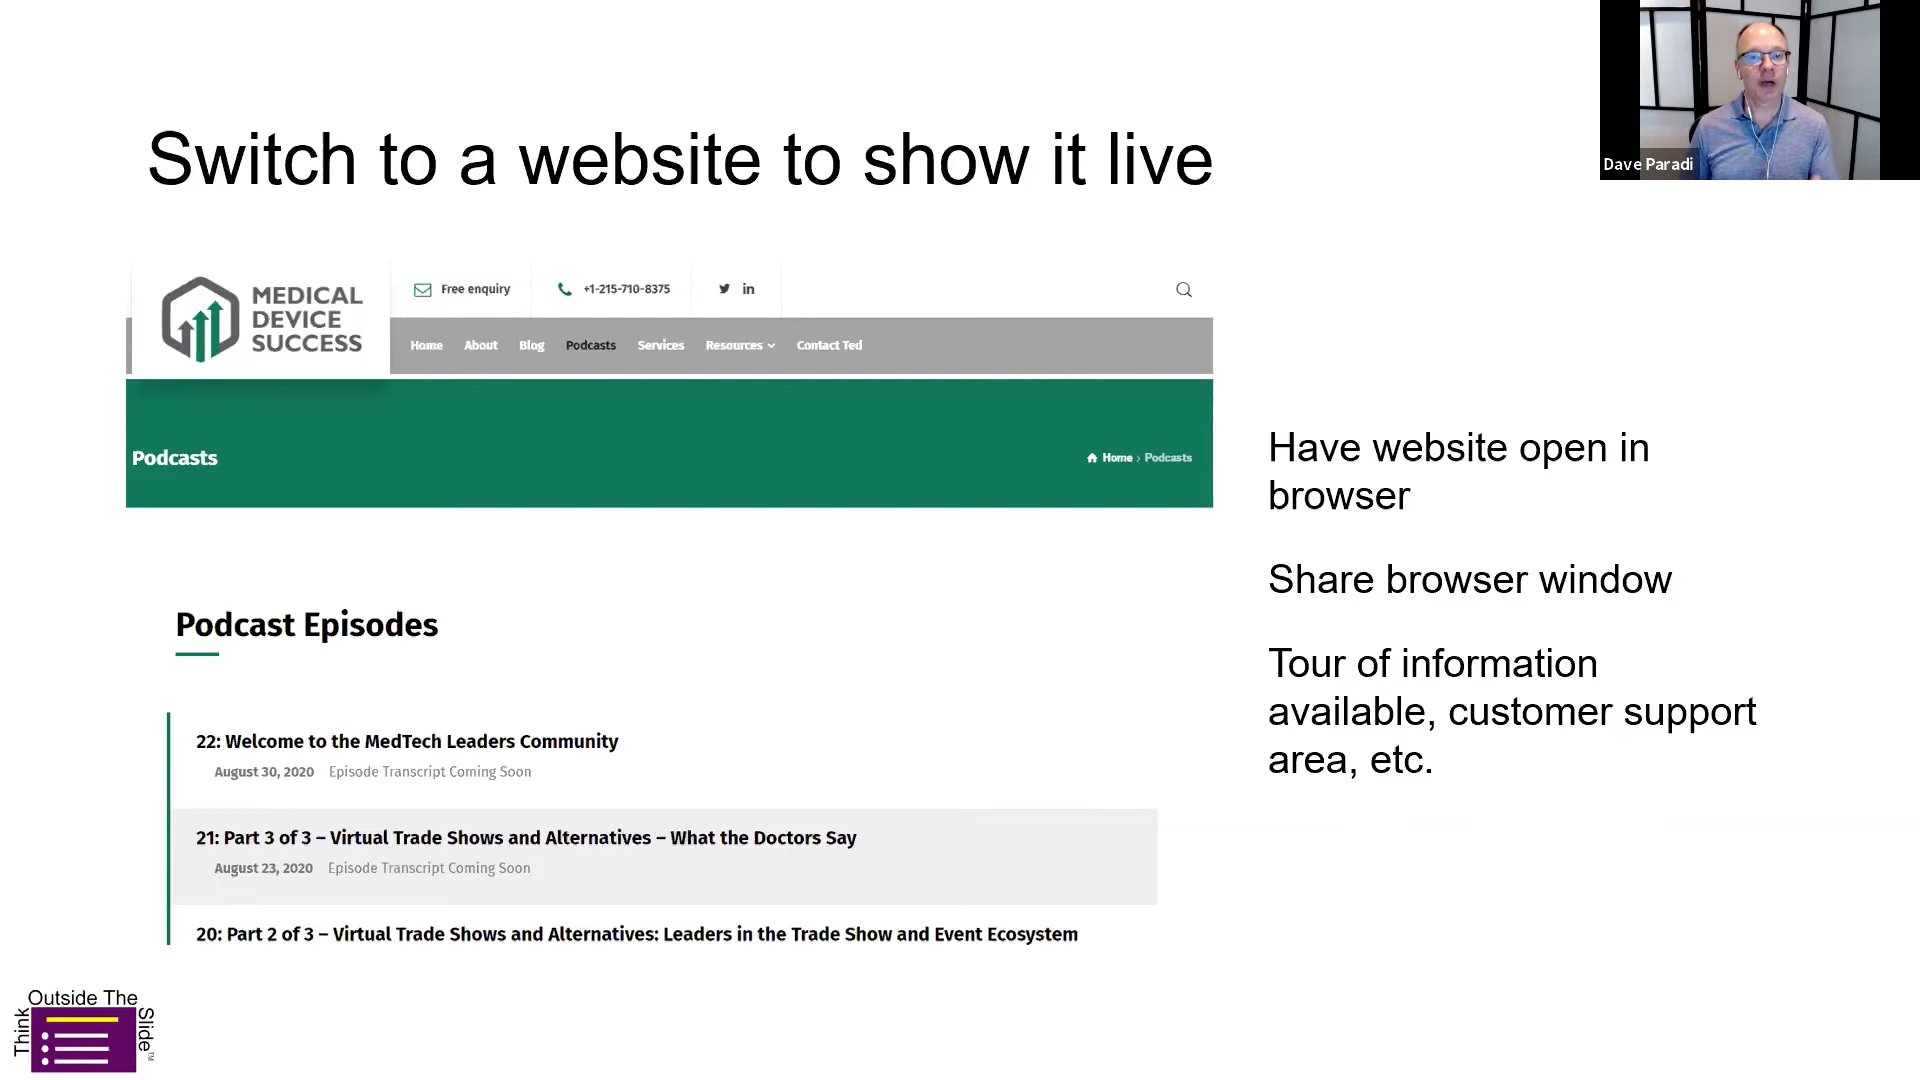 Dave Paradi
Switch to a website to show it live
MEDICAL
DEVICE
SUCCESS
Free enquiry
+1-215-710-8375
Home About Blog Podcasts Services Resources Contact Ted
Podcasts
Home › Podcasts
Podcast Episodes
22: Welcome to the MedTech Leaders Community
August 30, 2020 Episode Transcript Coming Soon
21: Part 3 of 3 – Virtual Trade Shows and Alternatives – What the Doctors Say
August 23, 2020 Episode Transcript Coming Soon
20: Part 2 of 3 – Virtual Trade Shows and Alternatives: Leaders in the Trade Show and Event Ecosystem
Have website open in
browser
Share browser window
Tour of information
available, customer support
area, etc.
Think
Outside The
Slide™